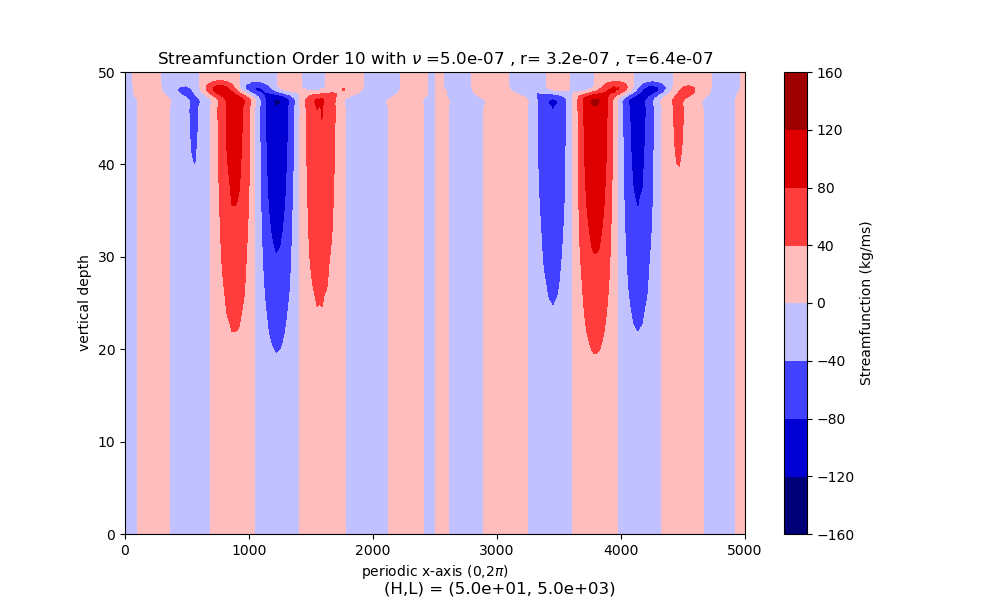 Streamfunction Order 10 with ν =5.0e-07 , r= 3.2e-07 , τ=6.4e-07
50
40
30
20
10
0
vertical depth
0 1000 2000 3000 4000 5000
periodic x-axis (0,2π)
(H,L) = (5.0e+01, 5.0e+03)
160
120
80
40
0
−40
−80
−120
−160
Streamfunction (kg/ms)